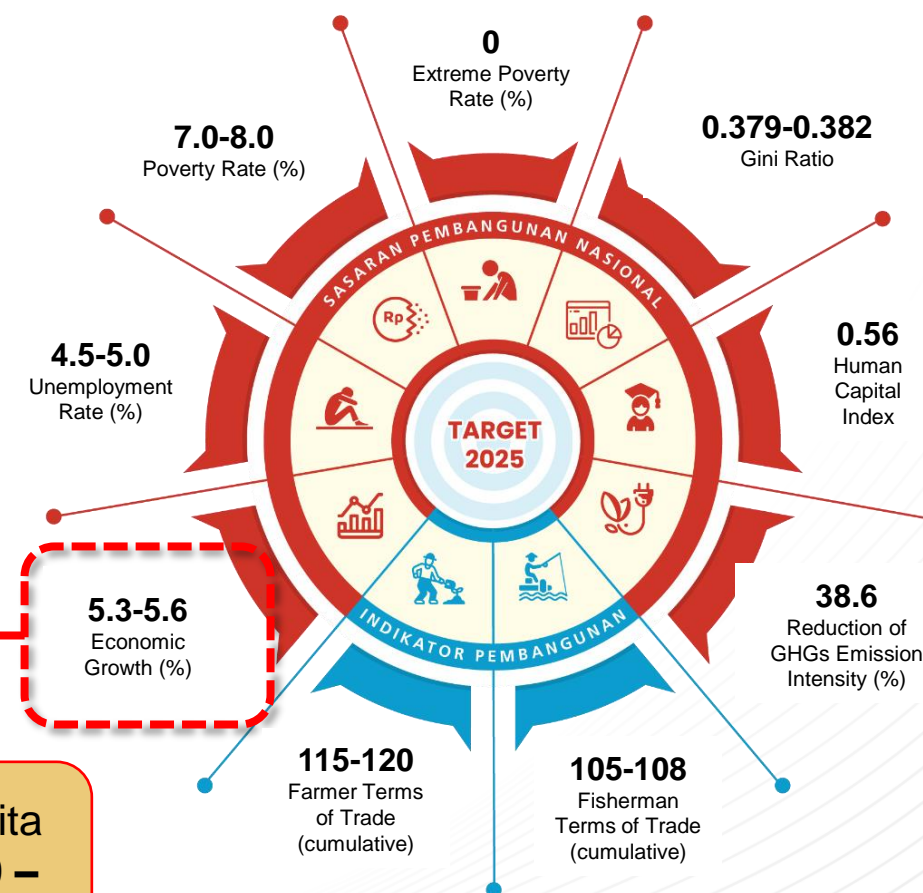 0
Extreme Poverty
Rate (%)
7.0-8.0
Poverty Rate (%)
0.379-0.382
Gini Ratio
4.5-5.0
Unemployment
Rate (%)
0.56
Human
Capital
Index
SASARAN PEMBANGUNAN NASIONAL
Rp
TARGET
2025
INDIKATOR PEMBANGUNAN
5.3-5.6
Economic
Growth (%)
38.6
Reduction of
GHGs Emission
Intensity (%)
115-120
Farmer Terms
of Trade
(cumulative)
105-108
Fisherman
Terms of Trade
(cumulative)
ita
–